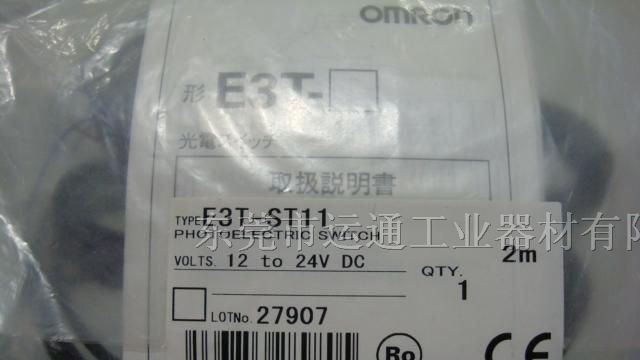 OMRON
形 E3T-□
光電スイッチ
取扱説明書
TYPE E3T-ST11
PHOTOELECTRIC SWITCH
东莞市运通工业器材有限
2m
VOLTS. 12 to 24V DC
QTY.
1
LOTNo. 27907
Ro
CE